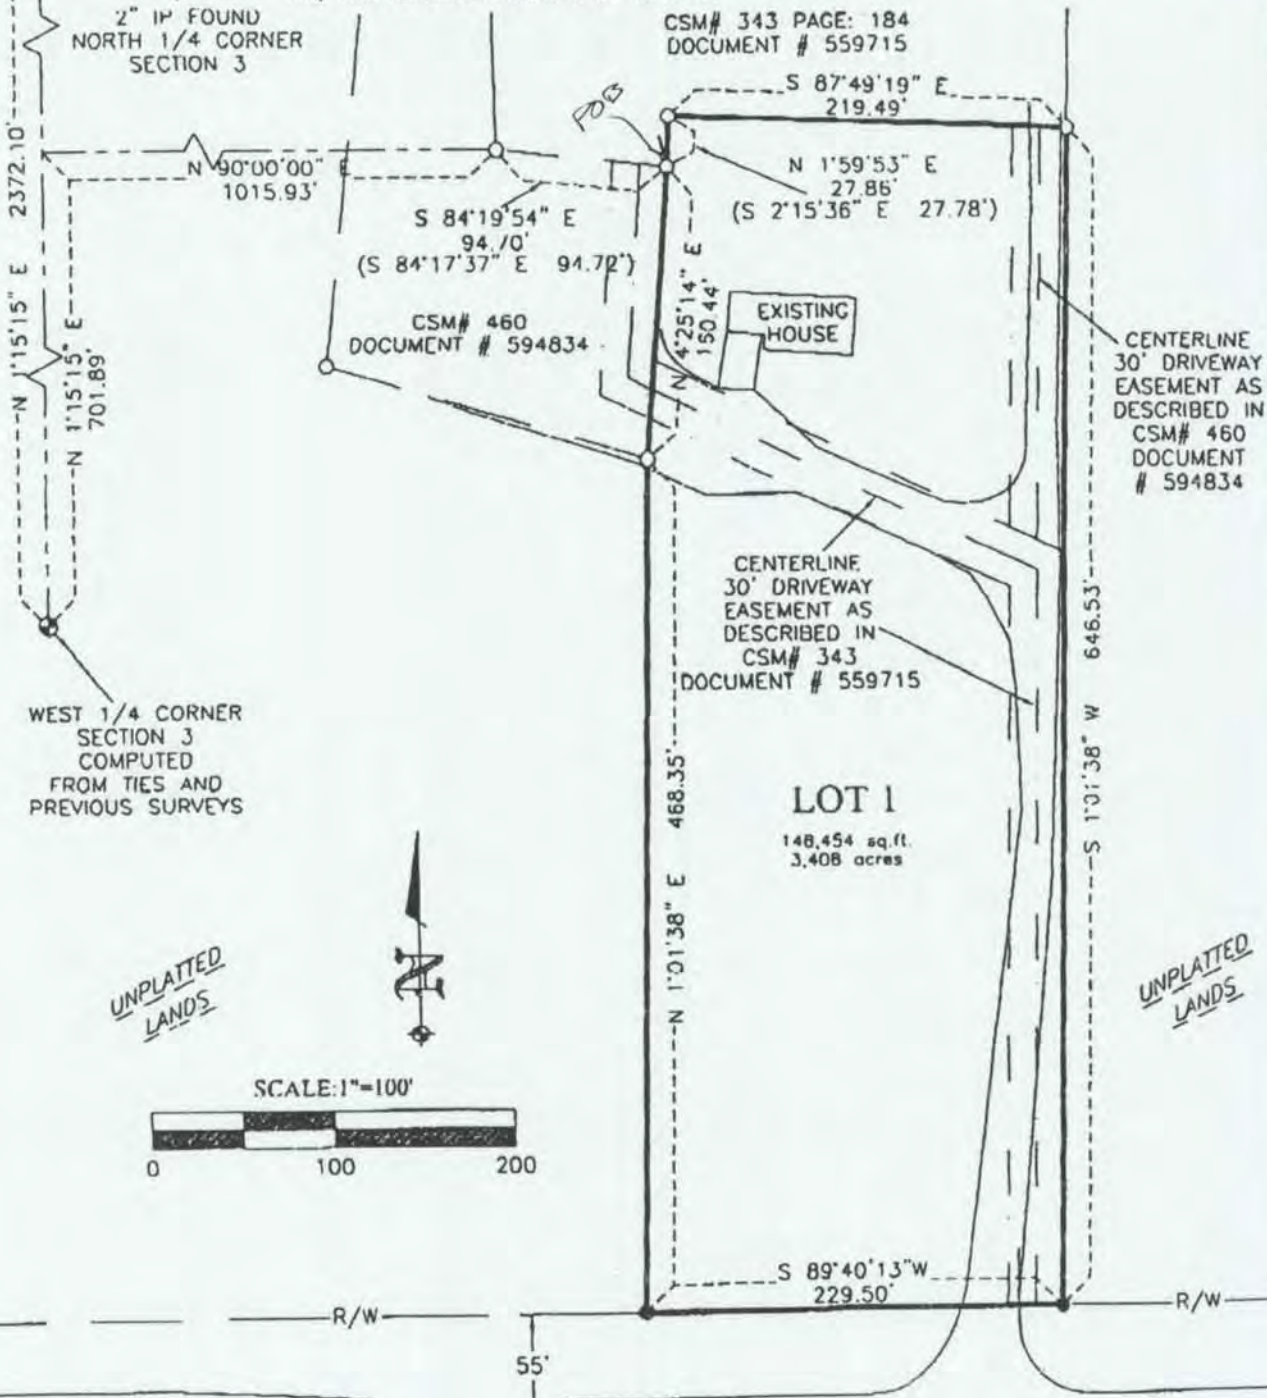 2" IP FOUND
NORTH 1/4 CORNER
SECTION 3
CSM# 343 PAGE: 184
DOCUMENT # 559715
S 87°49'19" E
219.49'
POB
N 90°00'00" E
1015.93'
N 1°59'53" E
27.86'
(S 2°15'36" E 27.78')
S 84°19'54" E
94.70'
(S 84°17'37" E 94.72')
N 1°15'15" E 2372.10'
N 1°15'15" E
701.89'
N 4°25'14" E
150.44'
EXISTING
HOUSE
CSM# 460
DOCUMENT # 594834
CENTERLINE
30' DRIVEWAY
EASEMENT AS
DESCRIBED IN
CSM# 460
DOCUMENT
# 594834
CENTERLINE
30' DRIVEWAY
EASEMENT AS
DESCRIBED IN
CSM# 343
DOCUMENT # 559715
WEST 1/4 CORNER
SECTION 3
COMPUTED
FROM TIES AND
PREVIOUS SURVEYS
N 1°01'38" E 468.35'
S 1°01'38" W 646.53'
LOT 1
148,454 sq.ft.
3,408 acres
UNPLATTED
LANDS
N
UNPLATTED
LANDS
SCALE:1"=100'
0 100 200
S 89°40'13"W
229.50'
R/W
R/W
55'